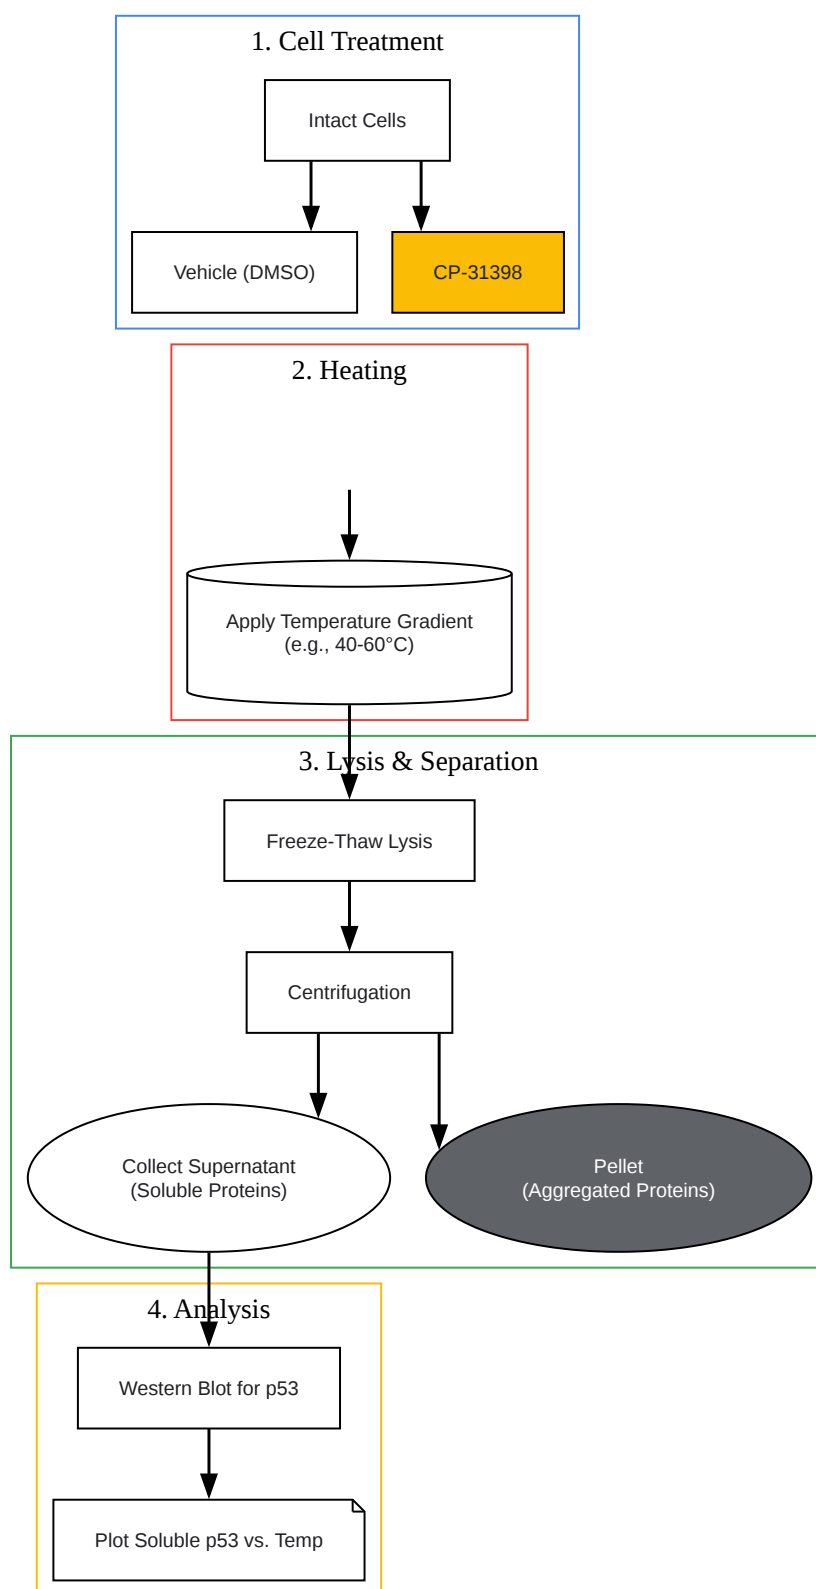 1. Cell Treatment
Intact Cells
Vehicle (DMSO)
CP-31398
2. Heating
Apply Temperature Gradient
(e.g., 40-60°C)
3. Lysis & Separation
Freeze-Thaw Lysis
Centrifugation
Collect Supernatant
(Soluble Proteins)
Pellet
(Aggregated Proteins)
4. Analysis
Western Blot for p53
Plot Soluble p53 vs. Temp